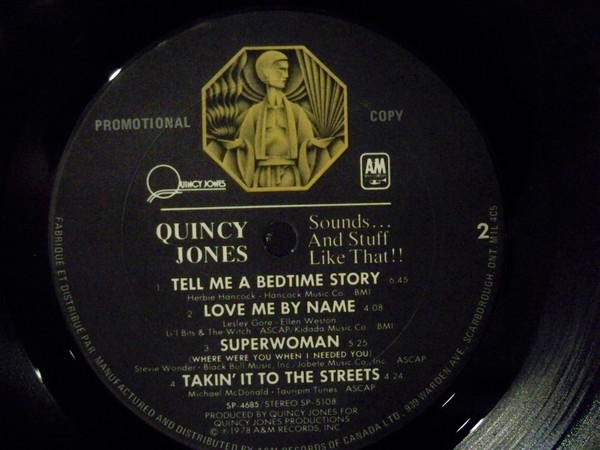 PROMOTIONAL COPY
QUINCY JONES
A&M
RECORDS
QUINCY JONES
Sounds...
And Stuff
Like That!!
2
1. TELL ME A BEDTIME STORY 6:45
Herbie Hancock - Hancock Music Co. BMI
2 LOVE ME BY NAME 4:08
Lesley Gore - Ellen Weston
Li'l Bits & The Witch ASCAP/Kidada Music Co. BMI
3 SUPERWOMAN 5:25
(WHERE WERE YOU WHEN I NEEDED YOU)
Stevie Wonder - Black Bull Music, Inc./Jobete Music Co., Inc. ASCAP
4 TAKIN' IT TO THE STREETS 4:24
Michael McDonald - Tauripin Tunes ASCAP
SP-4685/STEREO SP-5108
PRODUCED BY QUINCY JONES FOR
QUINCY JONES PRODUCTIONS
© ℗ 1978 A&M RECORDS, INC
FABRIQUE ET DISTRIBUE PAR/MANUFACTURED AND DISTRIBUTED BY A&M RECORDS OF CANADA LTD. 939 WARDEN AVE., SCARBOROUGH, ONT. M1L 4C5